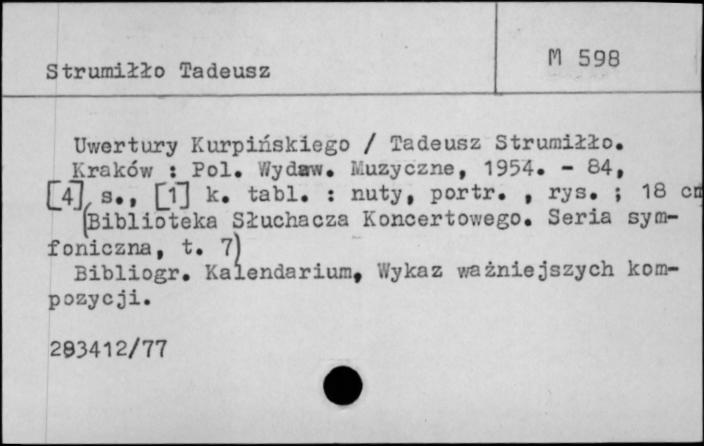 Strumiłło Tadeusz
M 598
Uwertury Kurpińskiego / Tadeusz Strumiłło.
Kraków : Pol. Wydaw. Muzyczne, 1954. - 84,
[4] s., [1] k. tabl. : nuty, portr. , rys. ; 18 cm
(Biblioteka Słuchacza Koncertowego. Seria sym-
foniczna, t. 7)
Bibliogr. Kalendarium, Wykaz ważniejszych kom-
pozycji.
283412/77